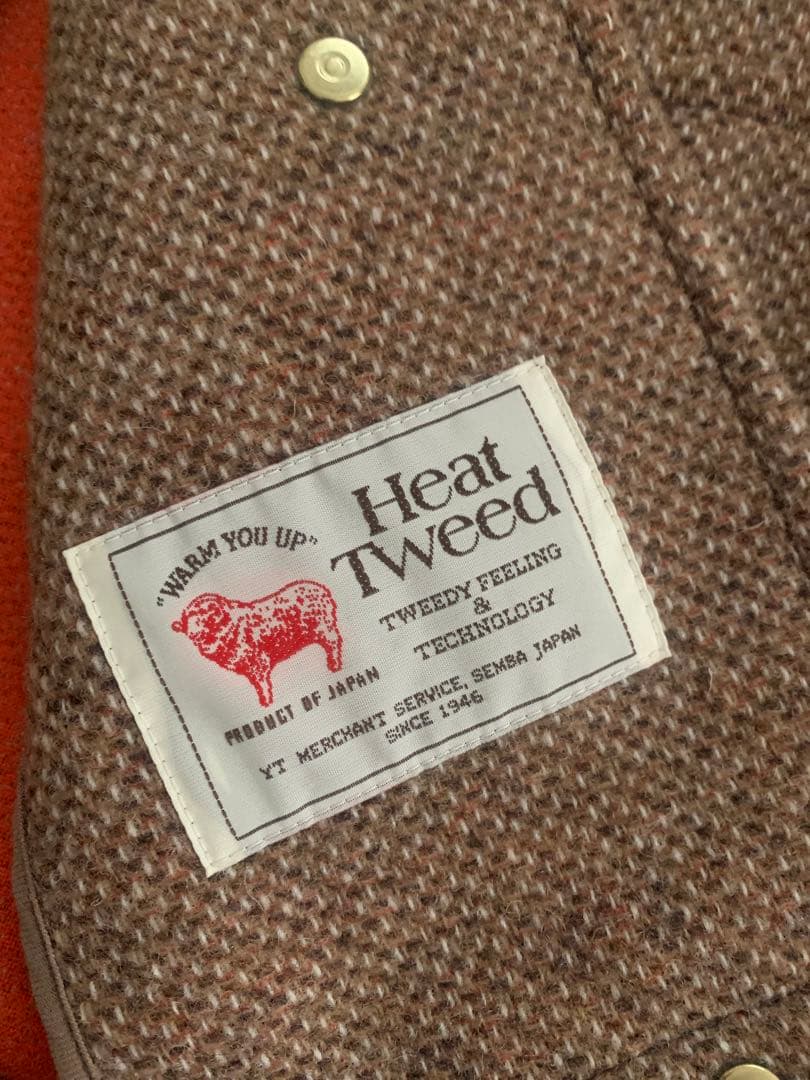 "WARM YOU UP"
Heat
Tweed
TWEEDY FEELING
&
TECHNOLOGY
PRODUCT OF JAPAN
YT MERCHANT SERVICE, SEMBA JAPAN
SINCE 1946